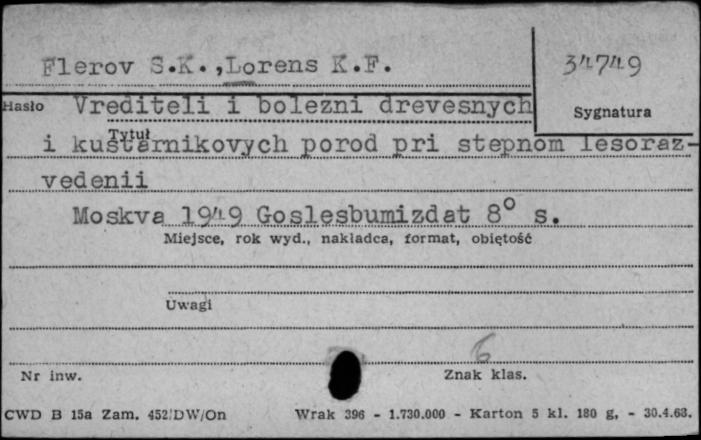 Flerov S.K.,Lorens K.F.
34749
Hasło Vrediteli i bolezni drevesnych
Sygnatura
Tytuł
i kustarnikovych porod pri stepnom lesoraz-
vedenii
Moskva 1949 Goslesbumizdat 8° s.
Miejsce, rok wyd., nakładca, format, objętość
Uwagi
6
Nr inw.
Znak klas.
CWD B 15a Zam. 452/DW/On Wrak 396 - 1.730.000 - Karton 5 kl. 180 g, - 30.4.63.